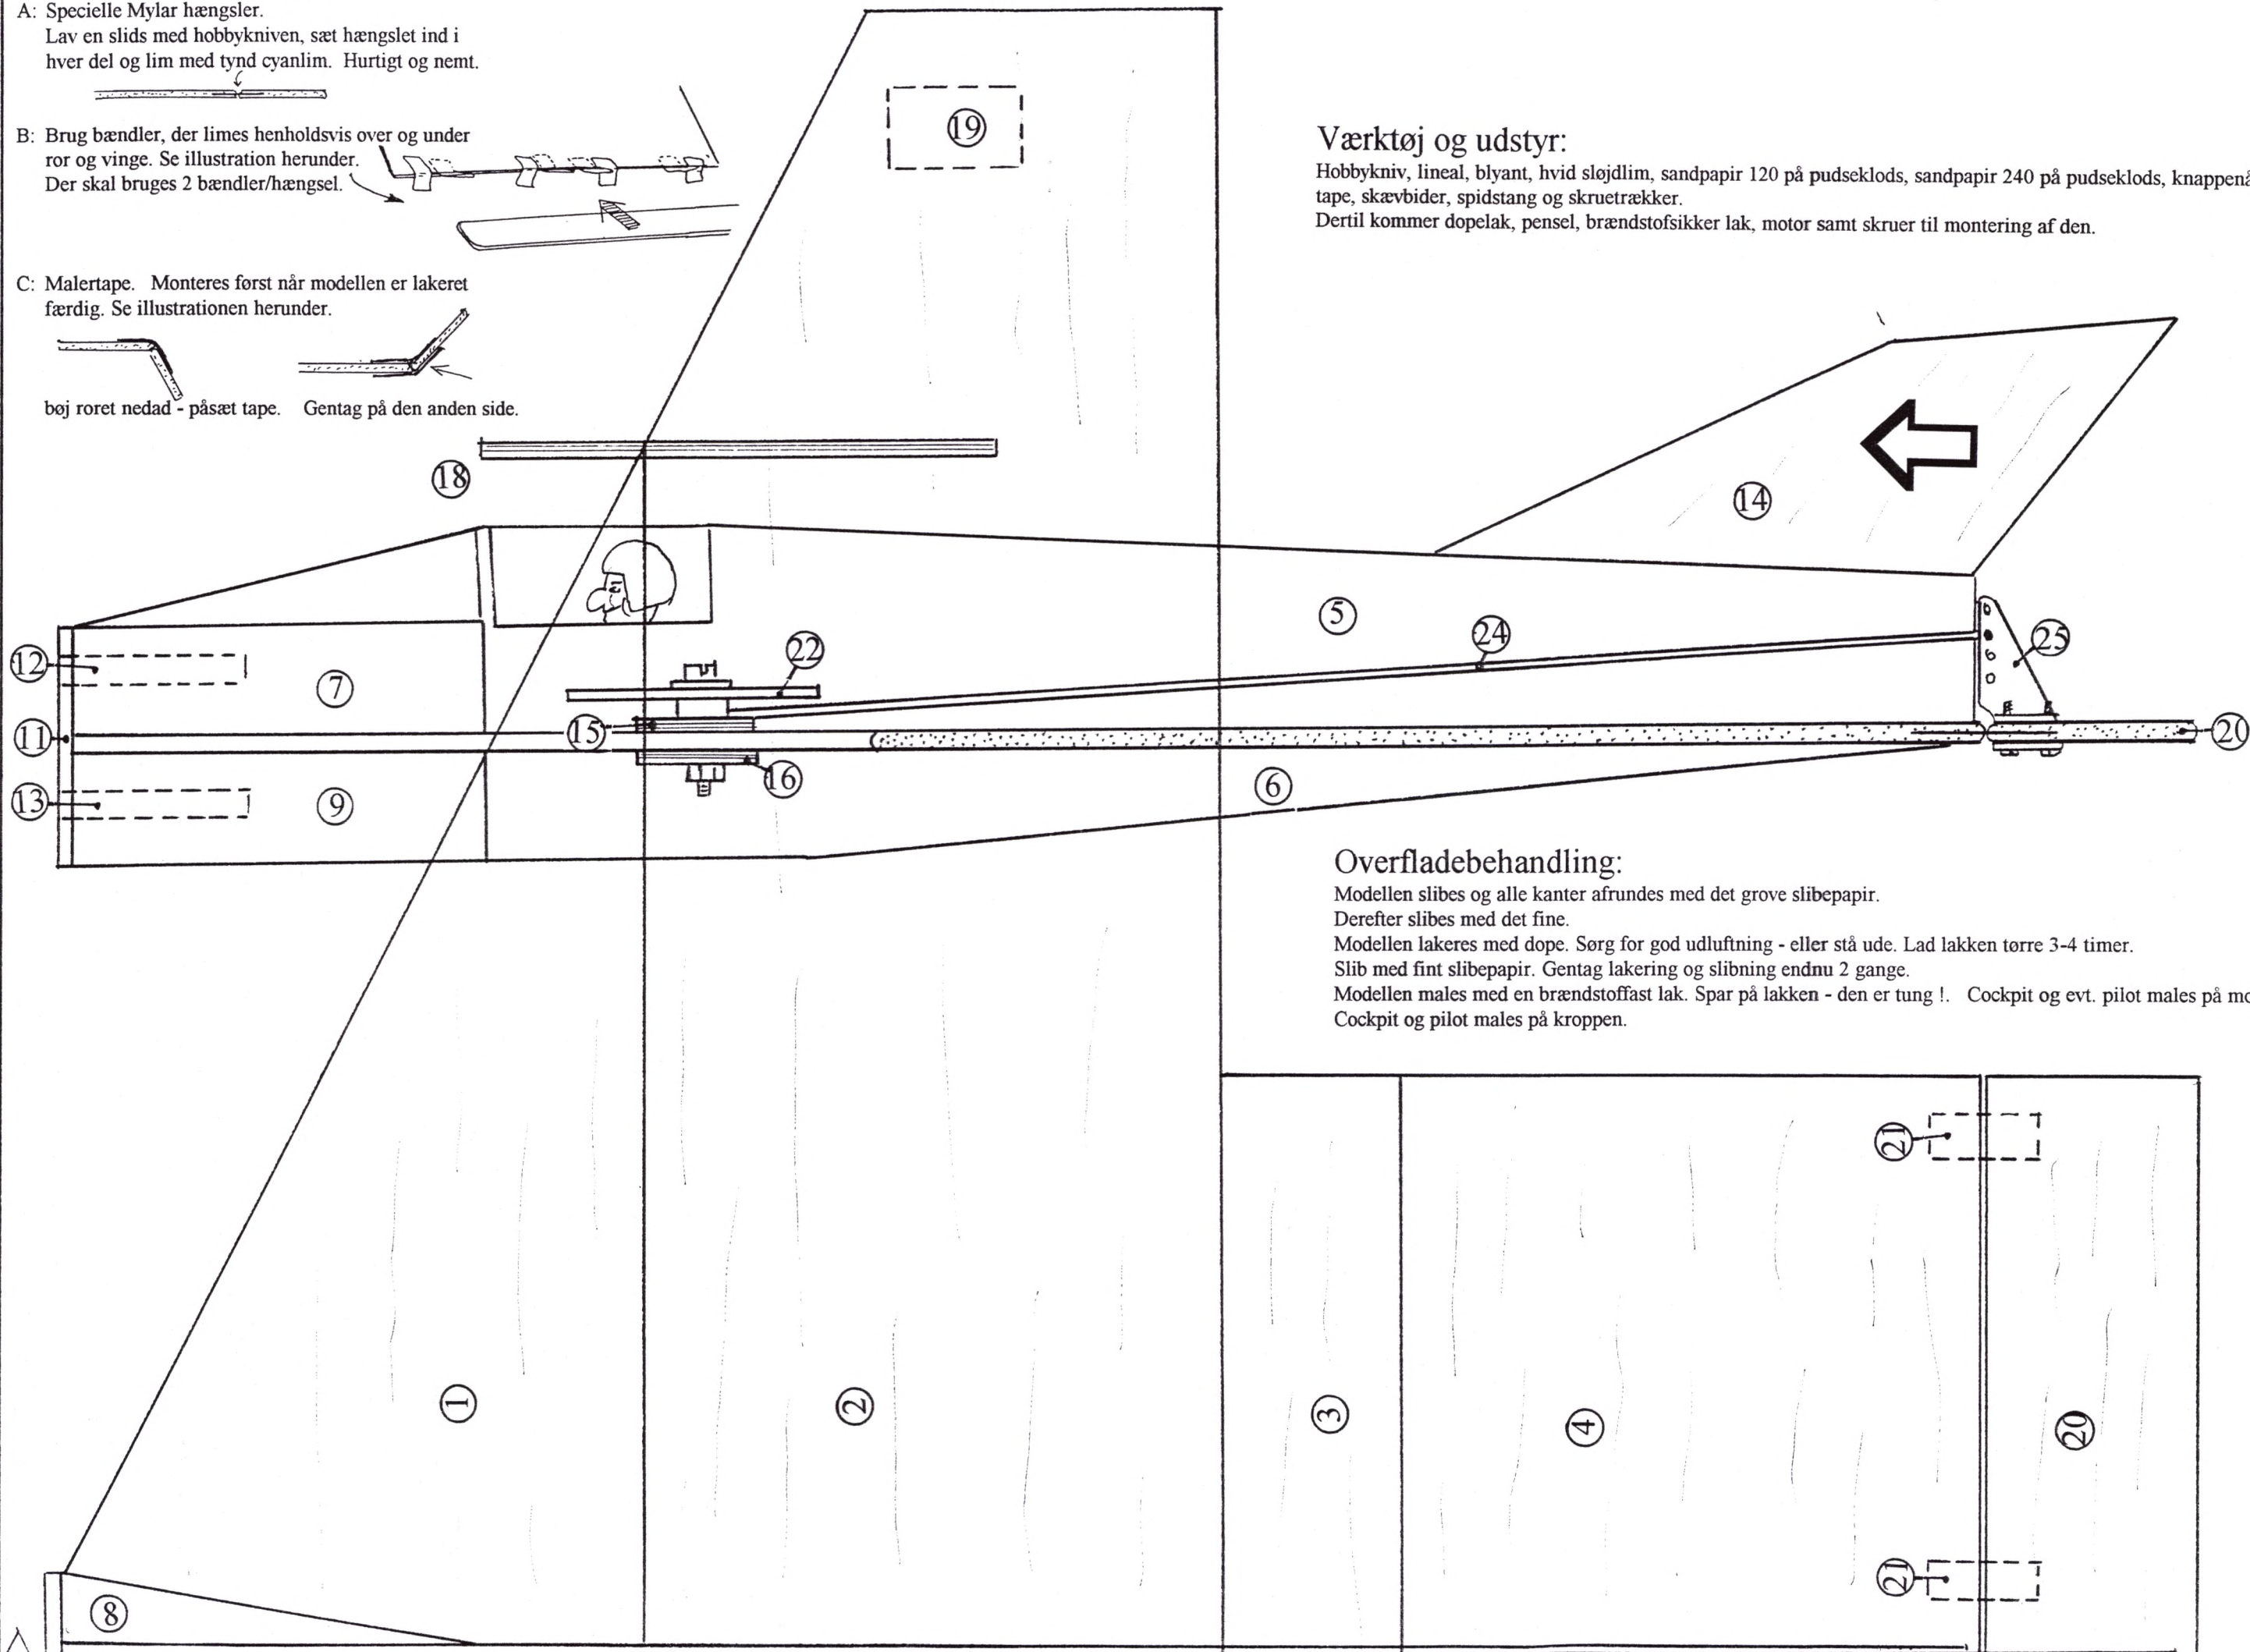 A: Specielle Mylar hængsler.
Lav en slids med hobbykniven, sæt hængslet ind i
hver del og lim med tynd cyanlim. Hurtigt og nemt.
B: Brug bændler, der limes henholdsvis over og under
ror og vinge. Se illustration herunder.
Der skal bruges 2 bændler/hængsel.
C: Malertape. Monteres først når modellen er lakeret
færdig. Se illustrationen herunder.
bøj roret nedad - påsæt tape. Gentag på den anden side.
19
Værktøj og udstyr:
Hobbykniv, lineal, blyant, hvid sløjdlim, sandpapir 120 på pudseklods, sandpapir 240 på pudseklods,
tape, skævbider, spidstang og skruetrækker.
Dertil kommer dopelak, pensel, brændstofsikker lak, motor samt skruer til montering af den.
18
14
12
7
22
5
24
25
11
15
20
13
9
16
6
Overfladebehandling:
Modellen slibes og alle kanter afrundes med det grove slibepapir.
Derefter slibes med det fine.
Modellen lakeres med dope. Sørg for god udluftning - eller stå ude. Lad lakken tørre 3-4 timer.
Slib med fint slibepapir. Gentag lakering og slibning endnu 2 gange.
Modellen males med en brændstoffast lak. Spar på lakken - den er tung !. Cockpit og evt. pilot males på
Cockpit og pilot males på kroppen.
21
1
2
3
4
20
21
8